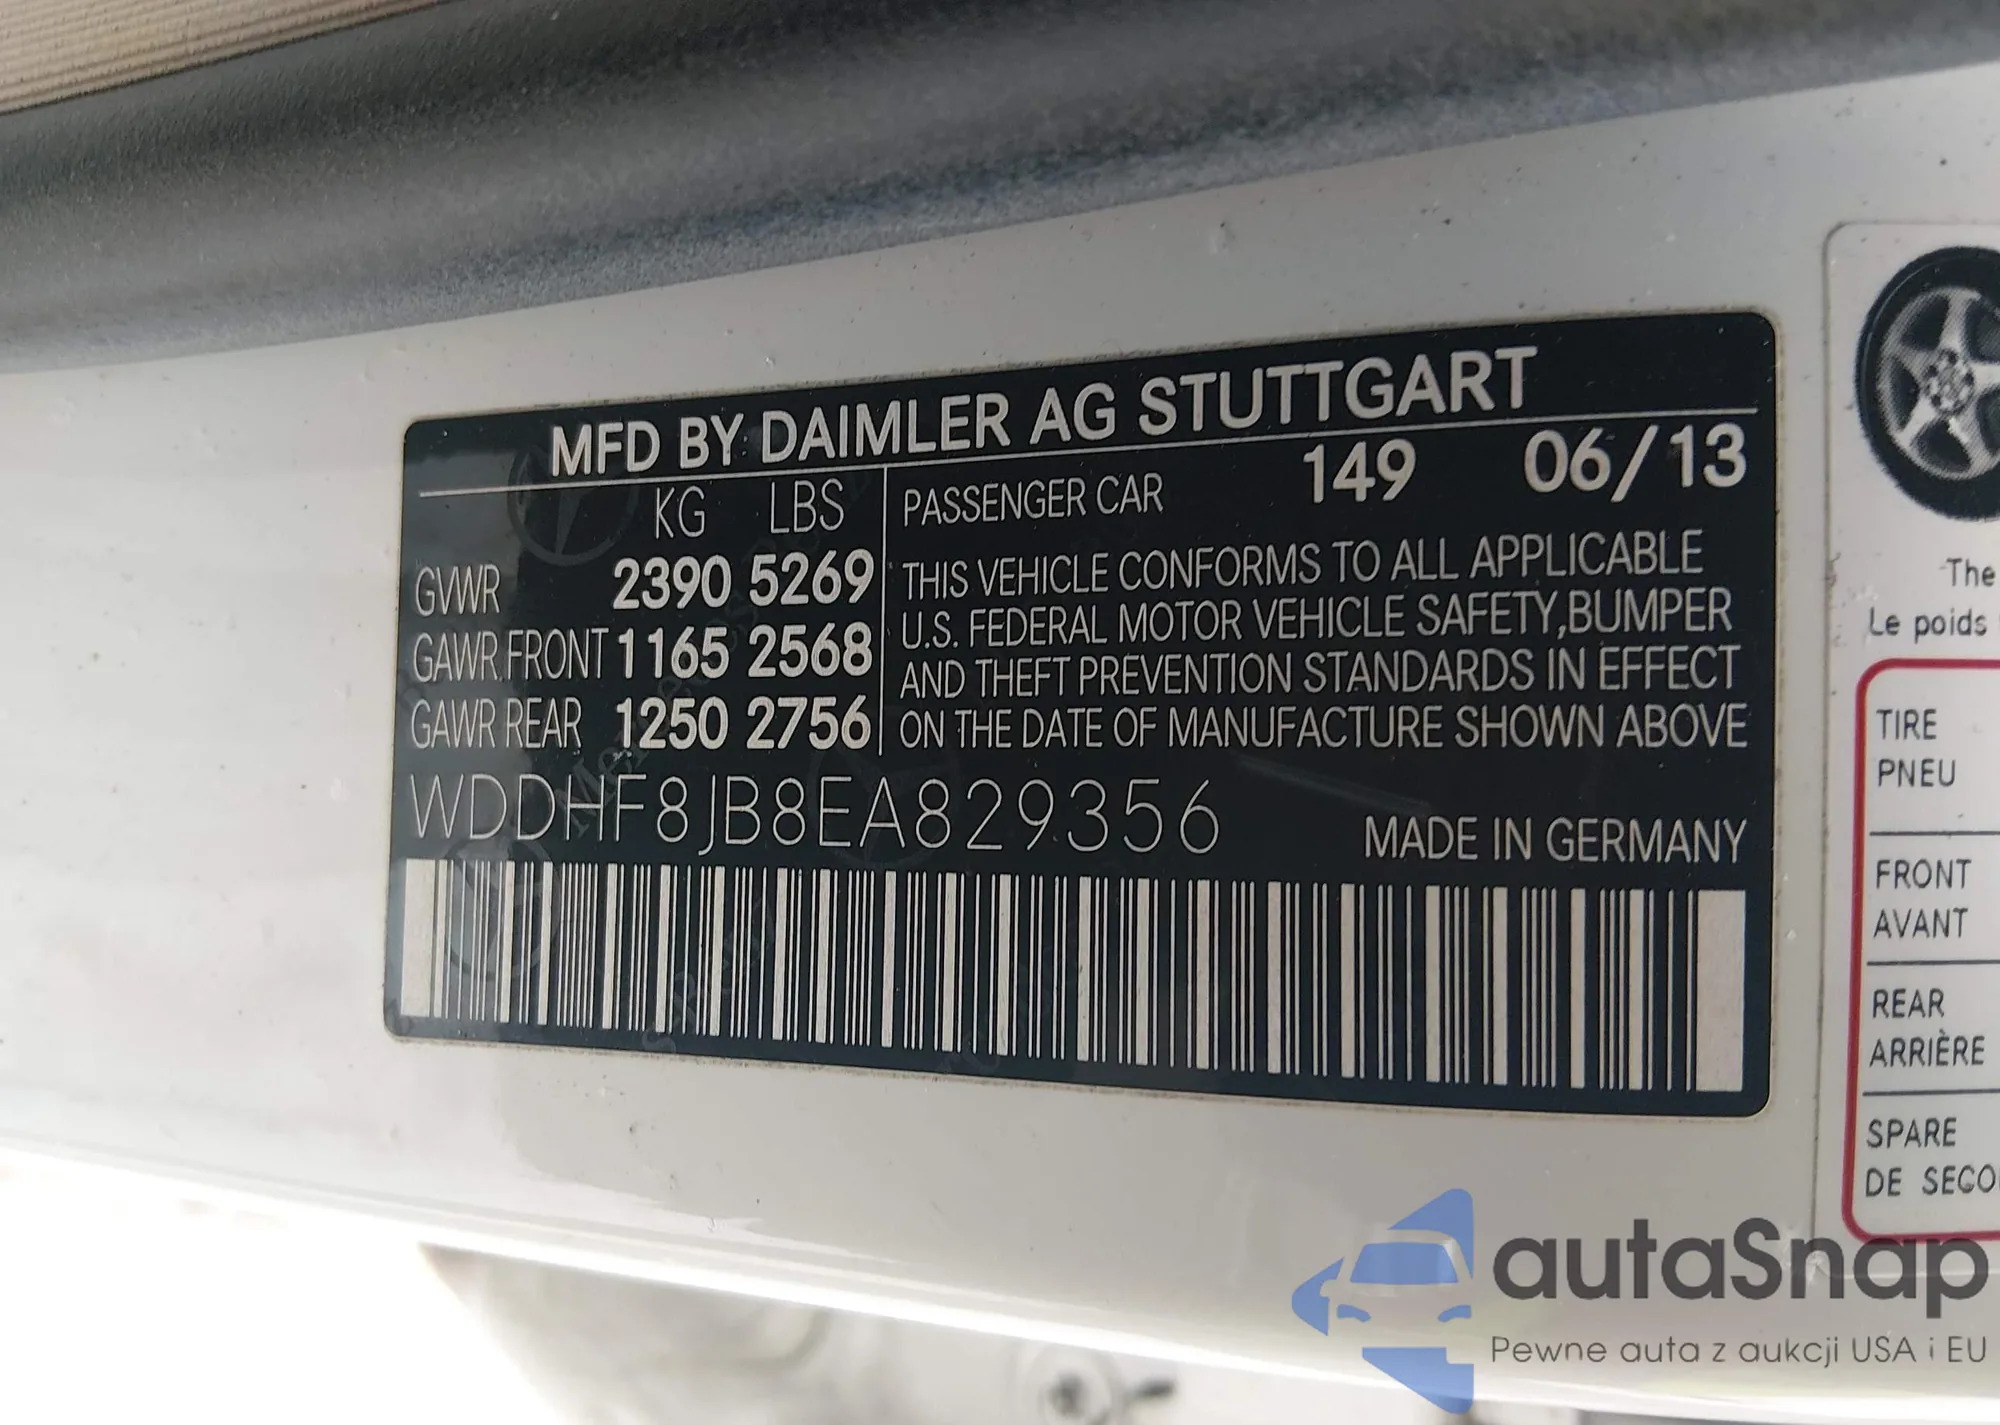 MFD BY DAIMLER AG STUTTGART
KG LBS
GVWR 2390 5269
GAWR FRONT 1165 2568
GAWR REAR 1250 2756
PASSENGER CAR 149 06/13
THIS VEHICLE CONFORMS TO ALL APPLICABLE
U.S. FEDERAL MOTOR VEHICLE SAFETY,BUMPER
AND THEFT PREVENTION STANDARDS IN EFFECT
ON THE DATE OF MANUFACTURE SHOWN ABOVE
WDDHF8JB8EA829356
MADE IN GERMANY
The
Le poids
TIRE
PNEU
FRONT
AVANT
REAR
ARRIÈRE
SPARE
DE SECO
autaSnap
Pewne auta z aukcji USA i EU